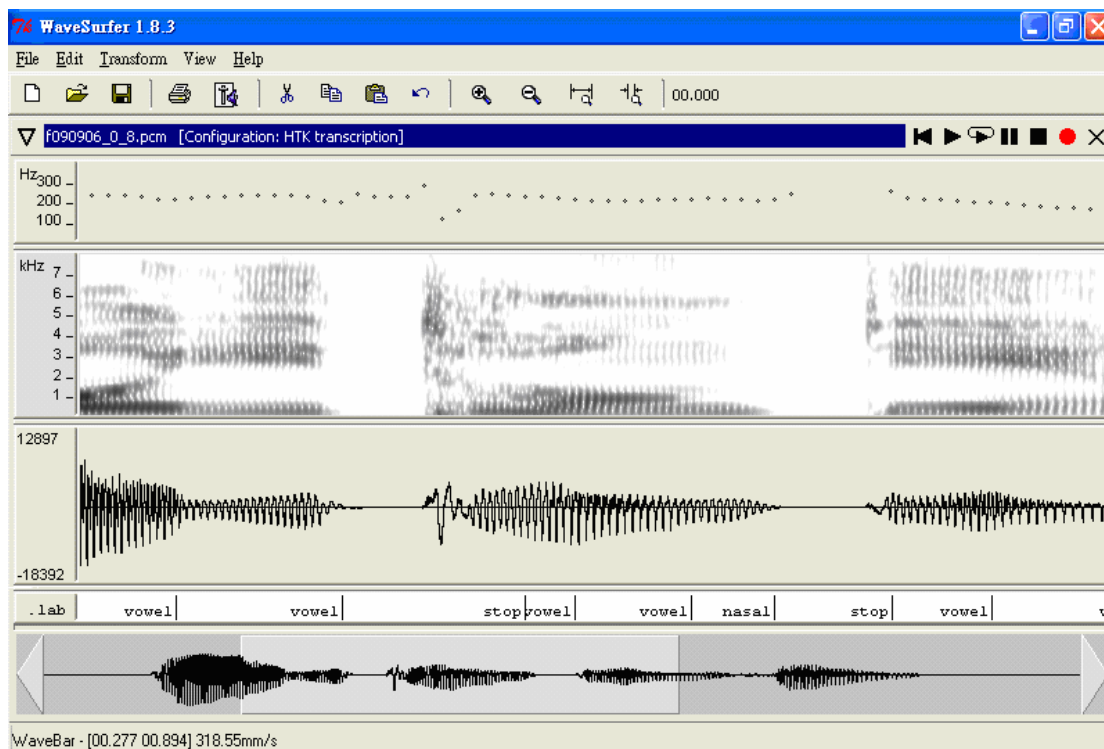 WaveSurfer 1.8.3
File Edit Transform View Help
00.000
f090906_0_8.pcm [Configuration: HTK transcription]
Hz
300
200
100
kHz
7
6
5
4
3
2
1
12897
-18392
.lab vowel vowel stop vowel vowel nasal stop vowel
WaveBar - [00.277 00.894] 318.55mm/s